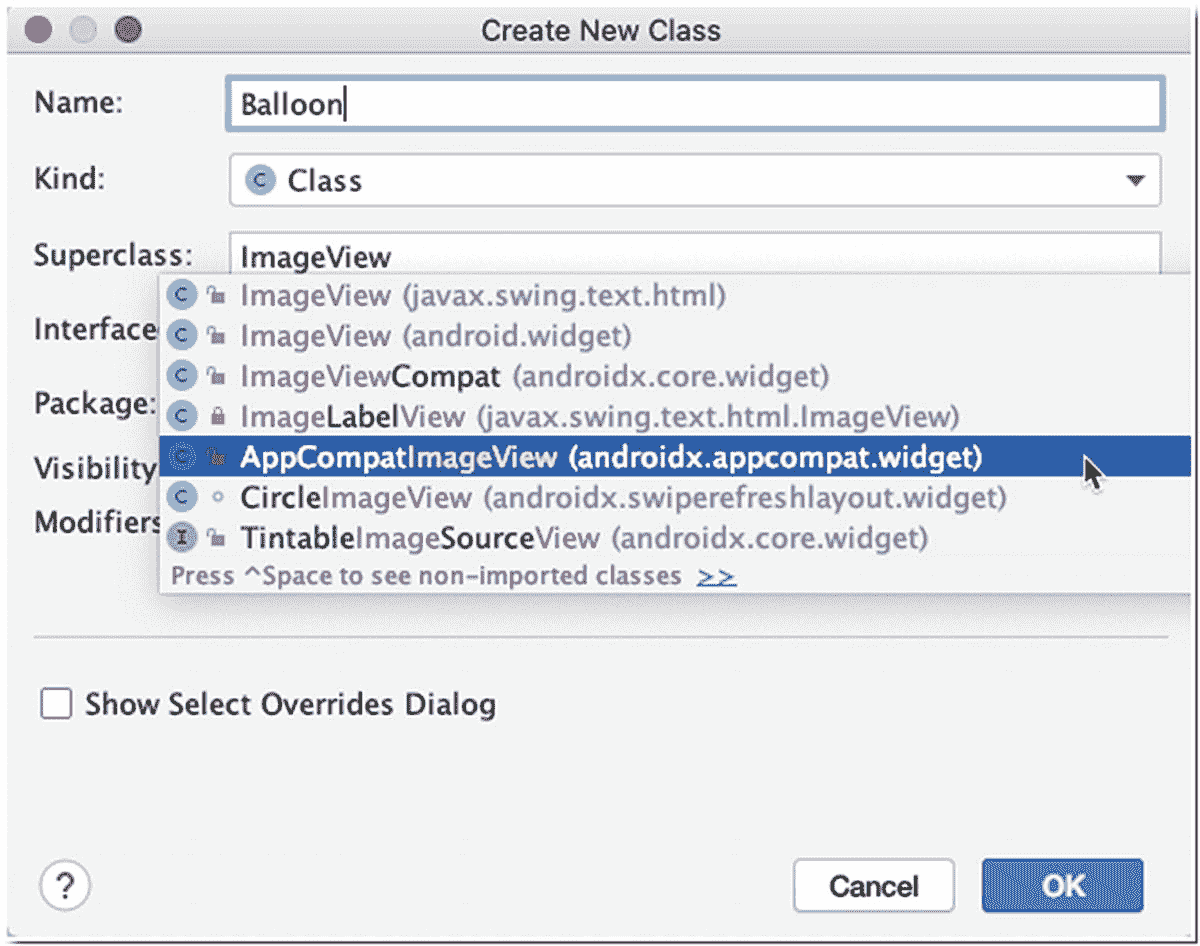 Create New Class
Name: Balloon
Kind: C Class
Superclass: ImageView
C ImageView (javax.swing.text.html)
Interface
C ImageView (android.widget)
C ImageViewCompat (androidx.core.widget)
Package:
C ImageLabelView (javax.swing.text.html.ImageView)
Visibility
C AppCompatImageView (androidx.appcompat.widget)
C CircleImageView (androidx.swiperefreshlayout.widget)
Modifiers
I TintableImageSourceView (androidx.core.widget)
Press ^Space to see non-imported classes >>
Show Select Overrides Dialog
? Cancel OK